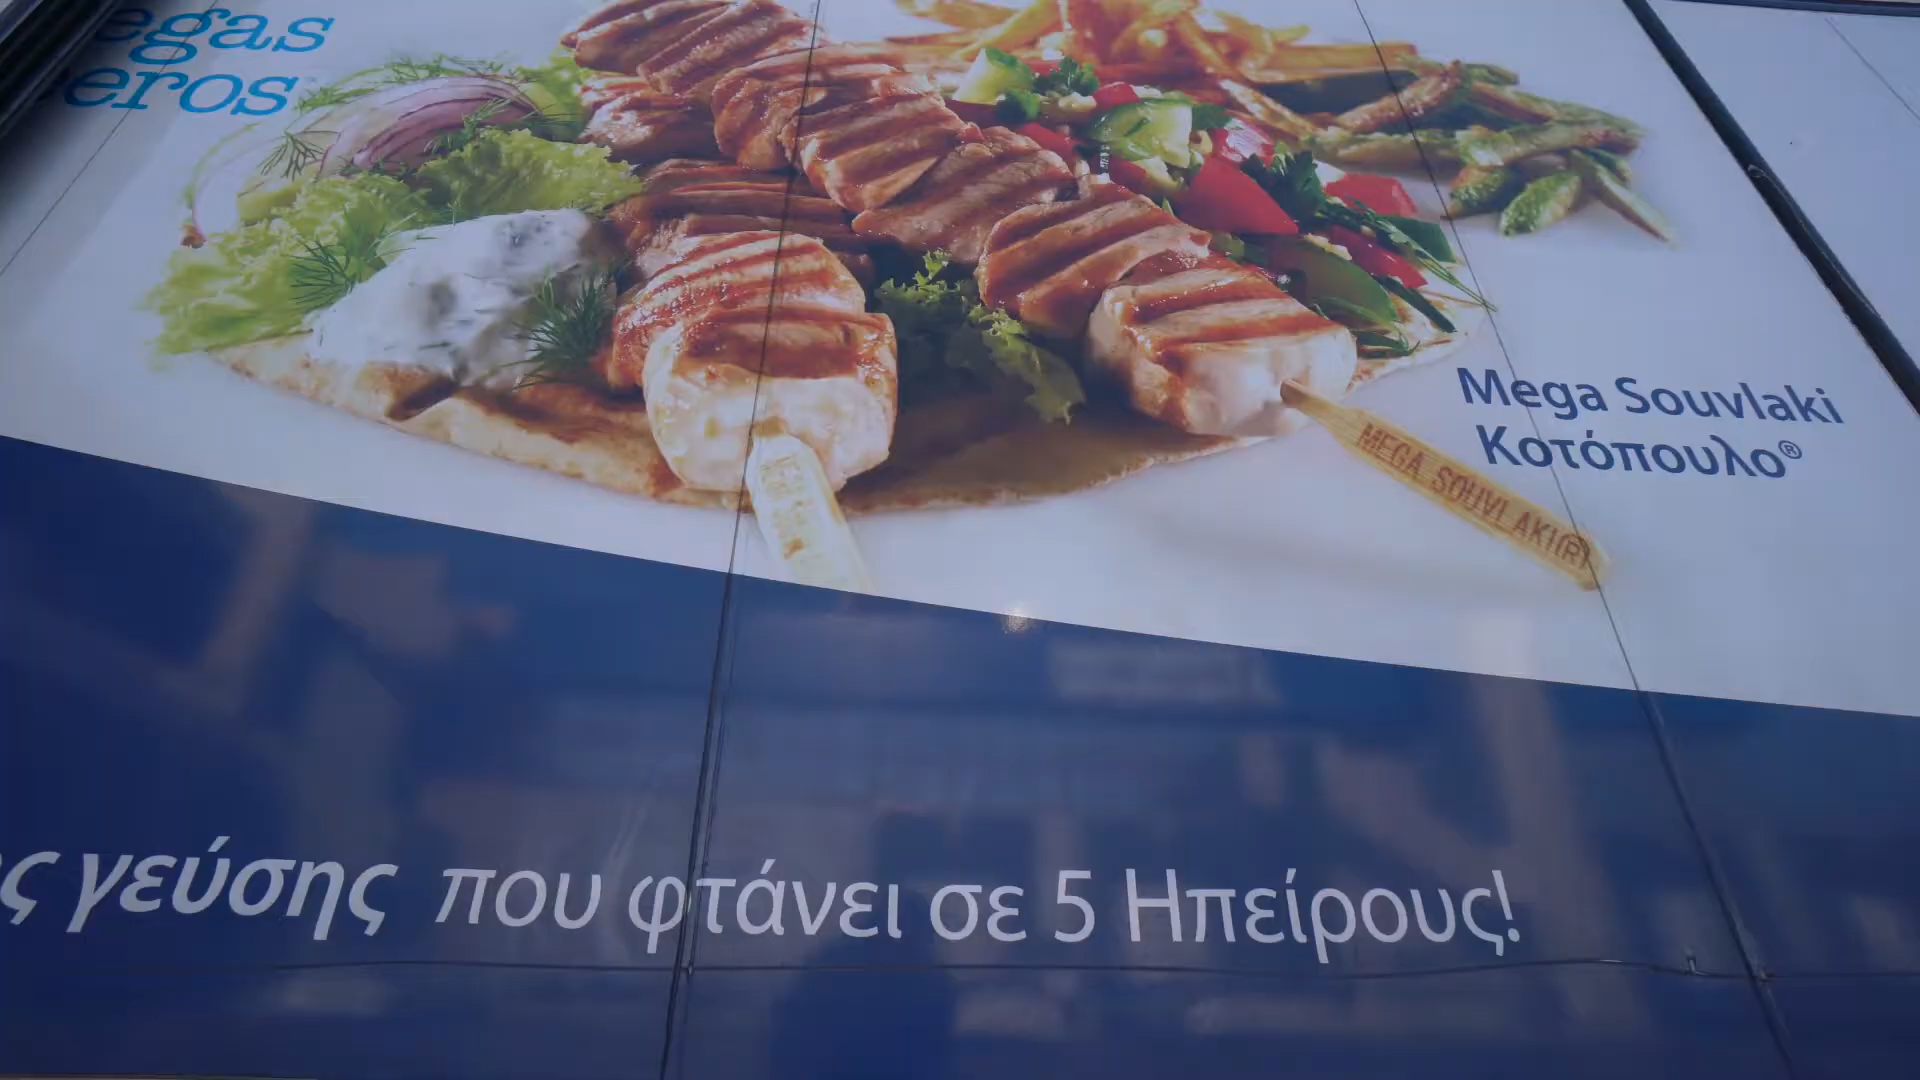 egas
eros
Mega Souvlaki
Κοτόπουλο®
MEGA SOUVLAKI(R)
ς γεύσης που φτάνει σε 5 Ηπείρους!